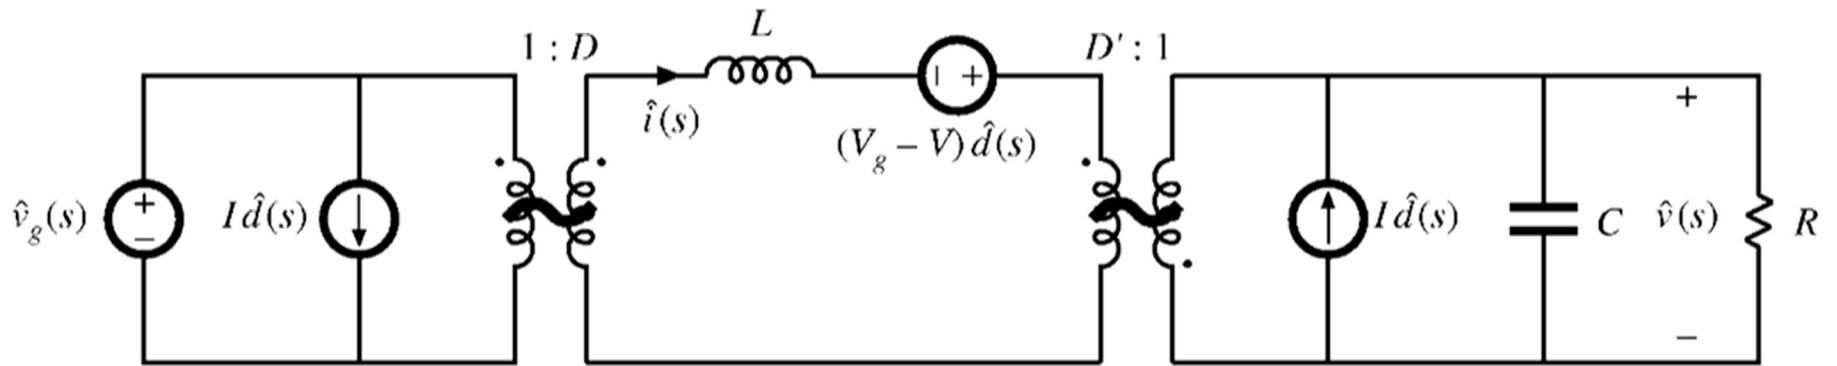 L
1 : D
D' : 1
î(s)
+
(V_g – V) d̂(s)
v̂_g(s)
+
–
I d̂(s)
I d̂(s)
C
+
v̂(s)
–
R